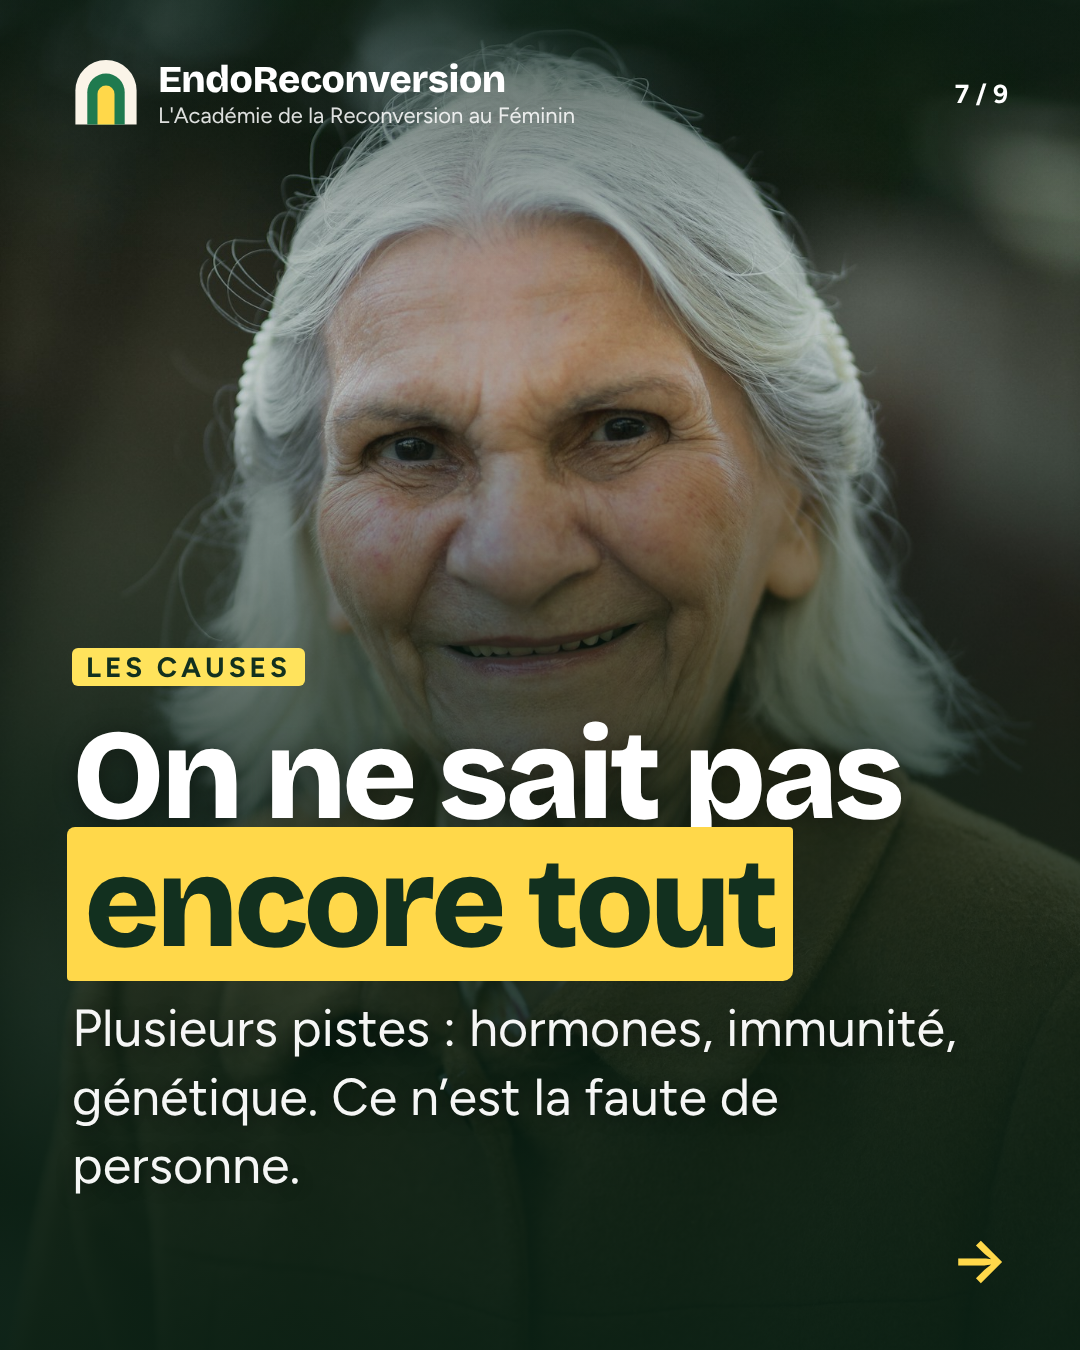 EndoReconversion
L'Académie de la Reconversion au Féminin
7 / 9
LES CAUSES
On ne sait pas
encore tout
Plusieurs pistes : hormones, immunité,
génétique. Ce n’est la faute de
personne.